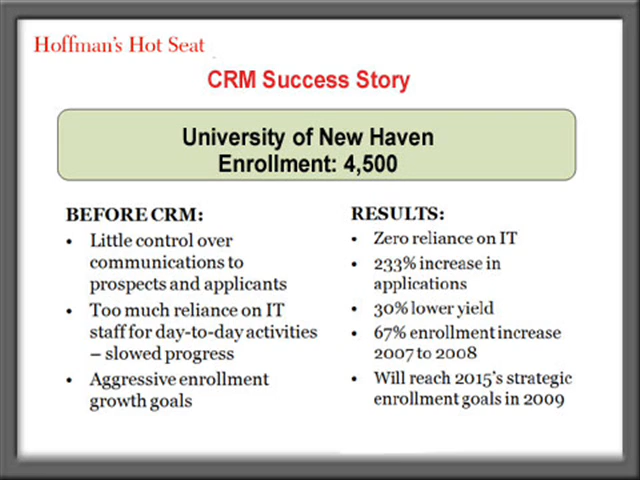 Hoffman's Hot Seat
CRM Success Story
University of New Haven
Enrollment: 4,500
BEFORE CRM:
• Little control over
communications to
prospects and applicants
• Too much reliance on IT
staff for day-to-day activities
– slowed progress
• Aggressive enrollment
growth goals
RESULTS:
• Zero reliance on IT
• 233% increase in
applications
• 30% lower yield
• 67% enrollment increase
2007 to 2008
• Will reach 2015's strategic
enrollment goals in 2009